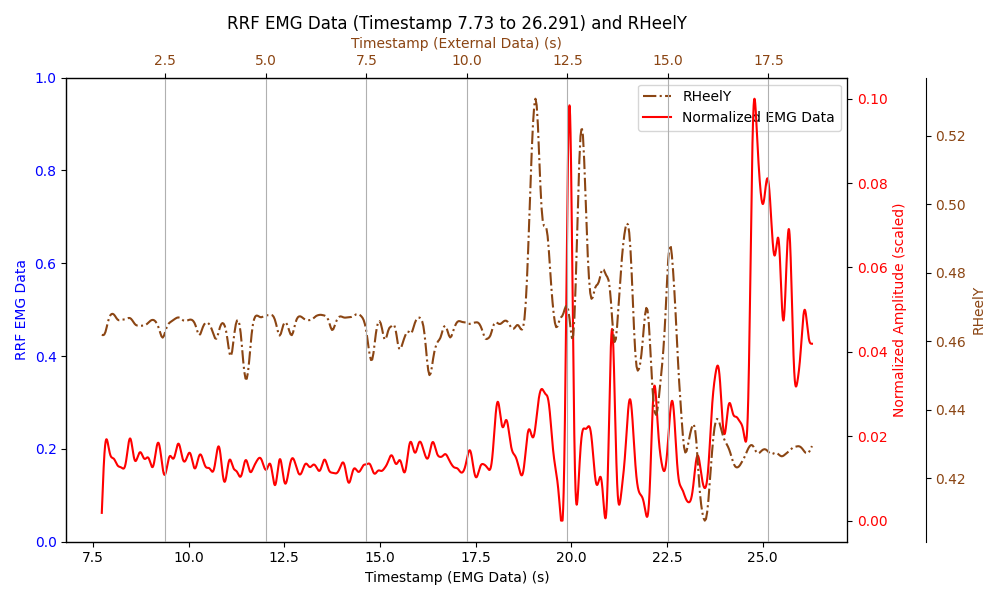 RRF EMG Data (Timestamp 7.73 to 26.291) and RHeelY
Timestamp (External Data) (s)
2.5 5.0 7.5 10.0 12.5 15.0 17.5
RHeelY
Normalized EMG Data
1.0
0.8
0.6
0.4
0.2
0.0
RRF EMG Data
0.10
0.08
0.06
0.04
0.02
0.00
Normalized Amplitude (scaled)
0.52
0.50
0.48
0.46
0.44
0.42
RHeelY
7.5 10.0 12.5 15.0 17.5 20.0 22.5 25.0
Timestamp (EMG Data) (s)